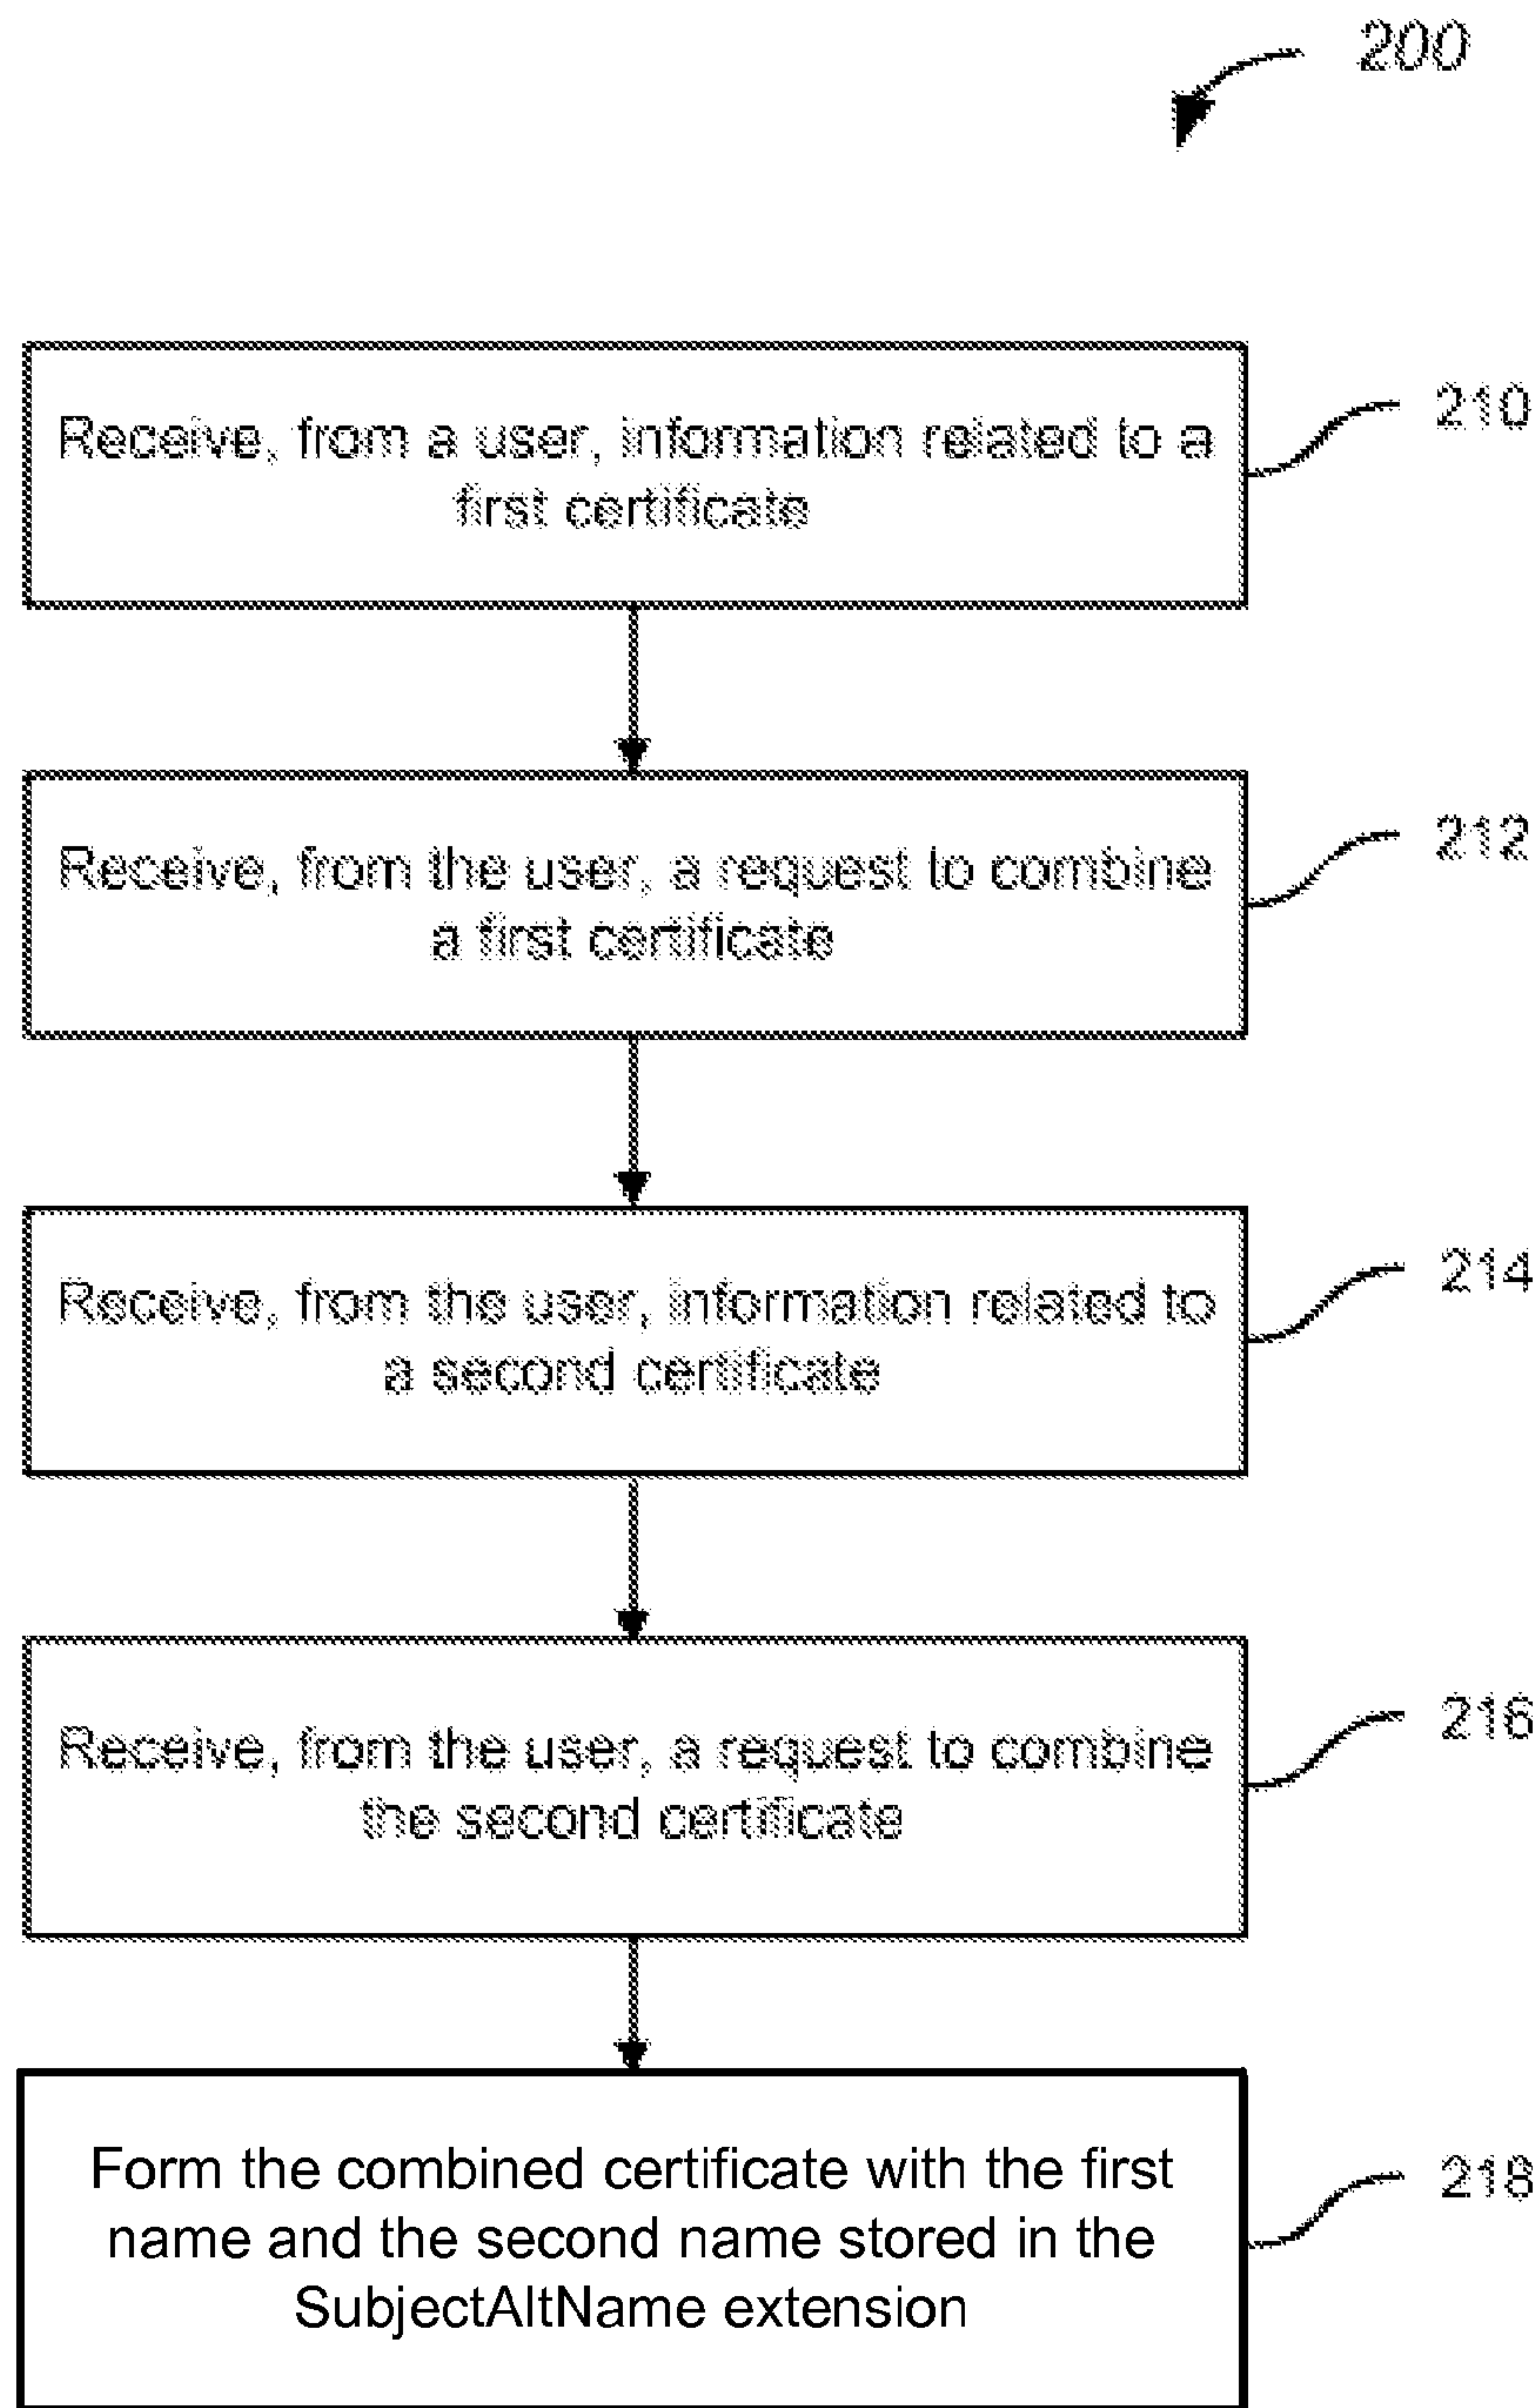 200
Receive, from a user, information related to a
first certificate
210
Receive, from the user, a request to combine
a first certificate
212
Receive, from the user, information related to
a second certificate
214
Receive, from the user, a request to combine
the second certificate
216
Form the combined certificate with the first
name and the second name stored in the
SubjectAltName extension
218